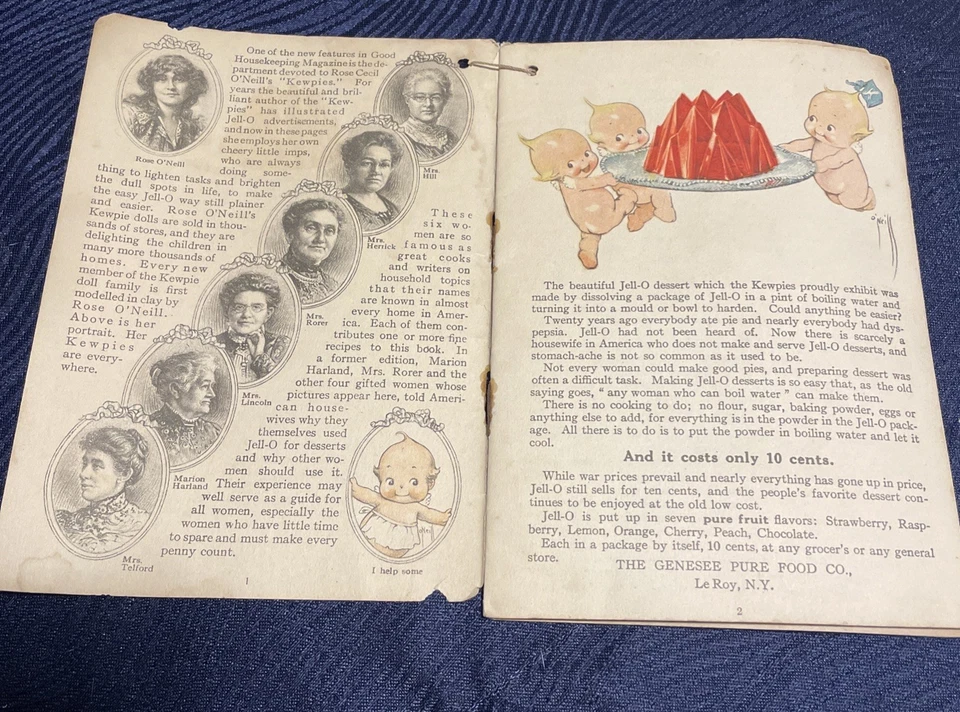 One of the new features in Good
Housekeeping Magazine is the de-
partment devoted to Rose Cecil
O'Neill's "Kewpies." For
years the beautiful and bril-
liant author of the "Kew-
pies" has illustrated
Jell-O advertisements,
and now in these pages
she employs her own
cheery little imps,
who are always
doing some-
thing to lighten tasks and brighten
the dull spots in life, to make
the easy Jell-O way still plainer
and easier. Rose O'Neill's
Kewpie dolls are sold in thou-
sands of stores, and they are
delighting the children in
many more thousands of
homes. Every new
member of the Kewpie
doll family is first
modelled in clay by
Rose O'Neill.
Above is her
portrait. Her
Kewpies
are every-
where.
Rose O'Neill
Mrs.
Hill
Mrs.
Herrick
Mrs.
Rorer
Mrs.
Lincoln
Marion
Harland
Mrs.
Telford
These
six wo-
men are so
famous as
great cooks
and writers on
household topics
that their names
are known in almost
every home in Amer-
ica. Each of them con-
tributes one or more fine
recipes to this book. In
a former edition, Marion
Harland, Mrs. Rorer and the
other four gifted women whose
pictures appear here, told Ameri-
can house-
wives why they
themselves used
Jell-O for desserts
and why other wo-
men should use it.
Their experience may
well serve as a guide for
all women, especially the
women who have little time
to spare and must make every
penny count.
I help some
1
O'Neill
The beautiful Jell-O dessert which the Kewpies proudly exhibit was
made by dissolving a package of Jell-O in a pint of boiling water and
turning it into a mould or bowl to harden. Could anything be easier?
Twenty years ago everybody ate pie and nearly everybody had dys-
pepsia. Jell-O had not been heard of. Now there is scarcely a
housewife in America who does not make and serve Jell-O desserts, and
stomach-ache is not so common as it used to be.
Not every woman could make good pies, and preparing dessert was
often a difficult task. Making Jell-O desserts is so easy that, as the old
saying goes, "any woman who can boil water" can make them.
There is no cooking to do; no flour, sugar, baking powder, eggs or
anything else to add, for everything is in the powder in the Jell-O pack-
age. All there is to do is to put the powder in boiling water and let it
cool.
And it costs only 10 cents.
While war prices prevail and nearly everything has gone up in price,
Jell-O still sells for ten cents, and the people's favorite dessert con-
tinues to be enjoyed at the old low cost.
Jell-O is put up in seven pure fruit flavors: Strawberry, Rasp-
berry, Lemon, Orange, Cherry, Peach, Chocolate.
Each in a package by itself, 10 cents, at any grocer's or any general
store.
THE GENESEE PURE FOOD CO.,
Le Roy, N.Y.
2